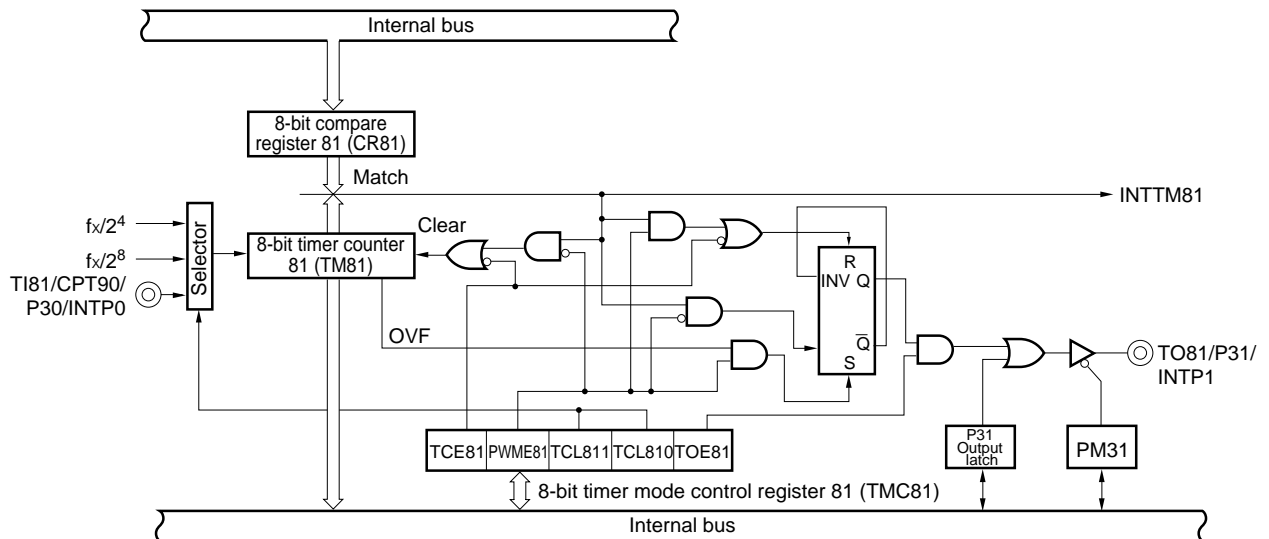 Internal bus
8-bit compare
register 81 (CR81)
Match
INTTM81
fx/2⁴
fx/2⁸
TI81/CPT90/
P30/INTP0
Selector
Clear
8-bit timer counter
81 (TM81)
OVF
R
INV Q
Q̅
S
TO81/P31/
INTP1
TCE81 PWME81 TCL811 TCL810 TOE81
P31
Output
latch
PM31
8-bit timer mode control register 81 (TMC81)
Internal bus